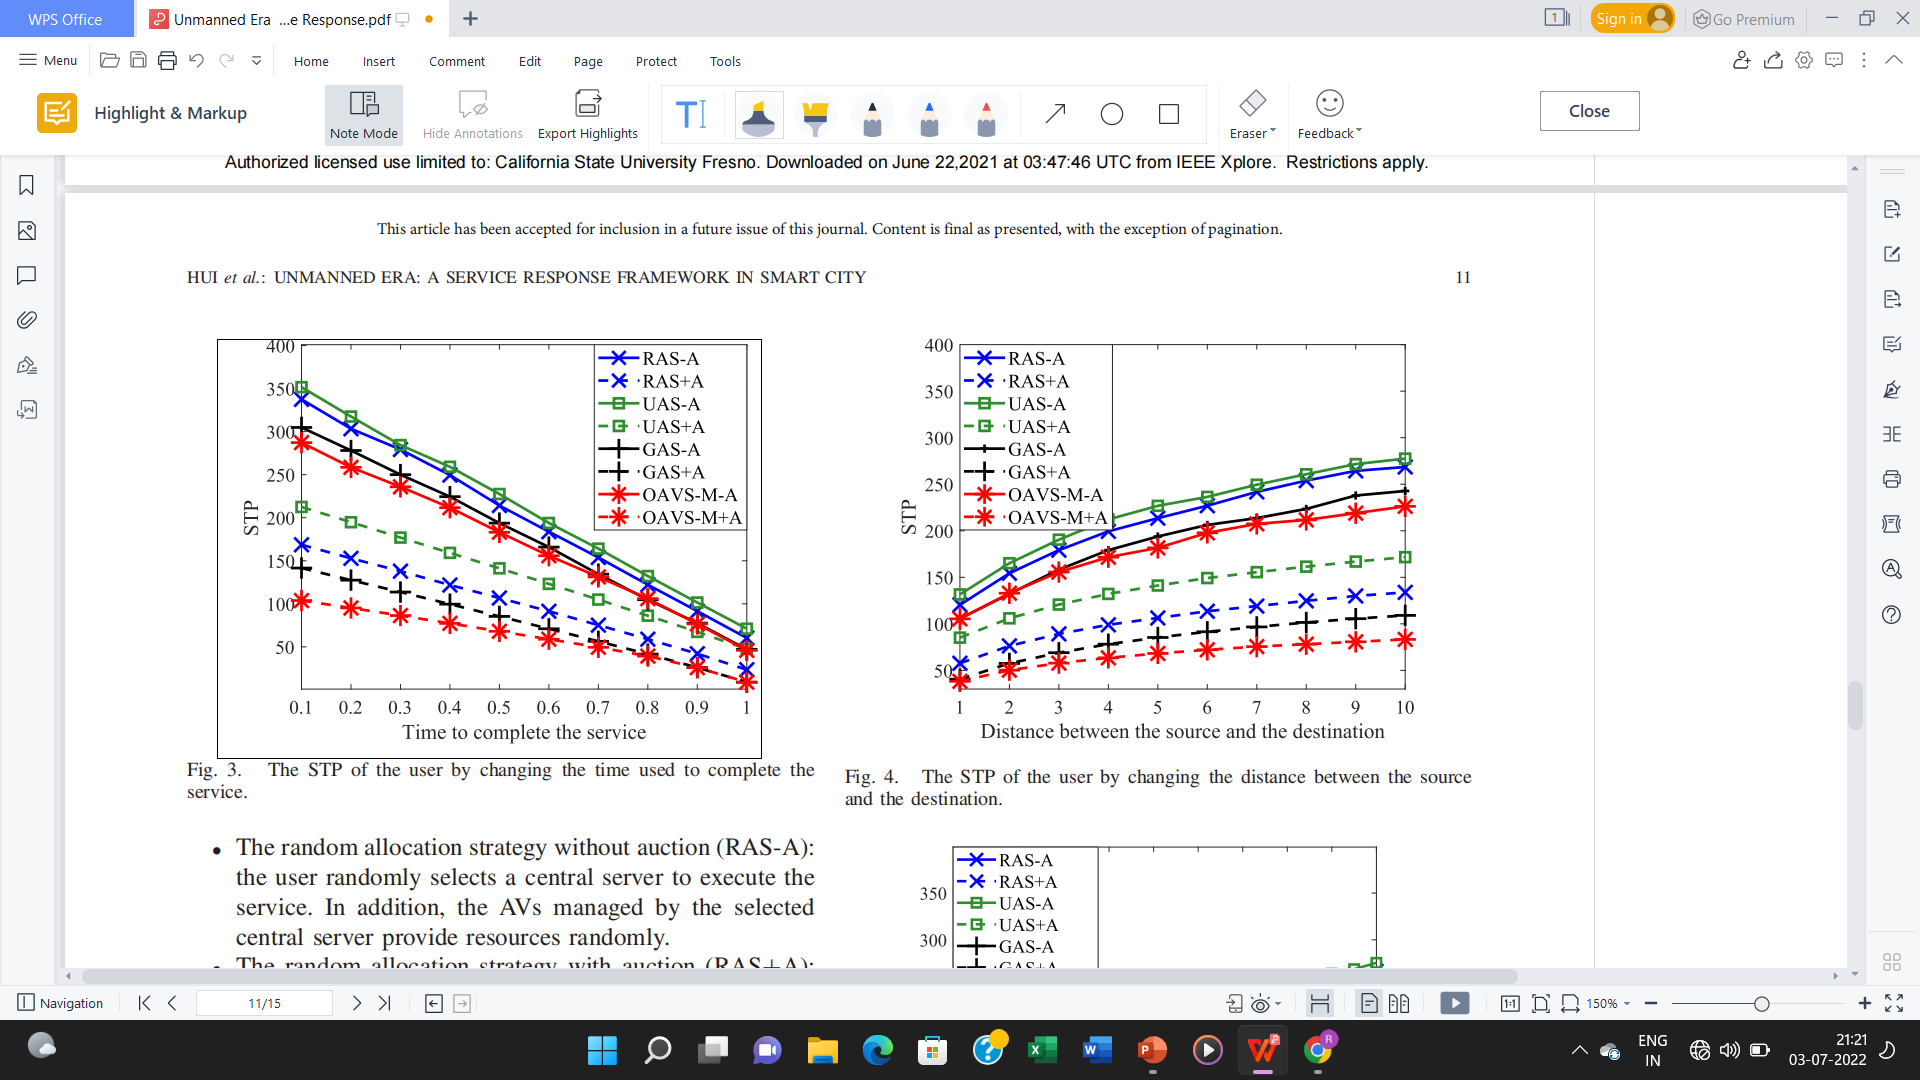 WPS Office
Unmanned Era ...e Response.pdf
1
Sign in
Go Premium
Menu
Home
Insert
Comment
Edit
Page
Protect
Tools
Highlight & Markup
Note Mode
Hide Annotations
Export Highlights
Eraser
Feedback
Close
Authorized licensed use limited to: California State University Fresno. Downloaded on June 22,2021 at 03:47:46 UTC from IEEE Xplore. Restrictions apply.
This article has been accepted for inclusion in a future issue of this journal. Content is final as presented, with the exception of pagination.
HUI et al.: UNMANNED ERA: A SERVICE RESPONSE FRAMEWORK IN SMART CITY
11
400
350
300
250
200
150
100
50
STP
RAS-A
RAS+A
UAS-A
UAS+A
GAS-A
GAS+A
OAVS-M-A
OAVS-M+A
0.1 0.2 0.3 0.4 0.5 0.6 0.7 0.8 0.9 1
Time to complete the service
Fig. 3. The STP of the user by changing the time used to complete the
service.
400
350
300
250
200
150
100
50
STP
RAS-A
RAS+A
UAS-A
UAS+A
GAS-A
GAS+A
OAVS-M-A
OAVS-M+A
1 2 3 4 5 6 7 8 9 10
Distance between the source and the destination
Fig. 4. The STP of the user by changing the distance between the source
and the destination.
• The random allocation strategy without auction (RAS-A):
the user randomly selects a central server to execute the
service. In addition, the AVs managed by the selected
central server provide resources randomly.
The random allocation strategy with auction (RAS+A):
350
300
RAS-A
RAS+A
UAS-A
UAS+A
GAS-A
GAS+A
Navigation
11/15
150%
ENG
IN
21:21
03-07-2022